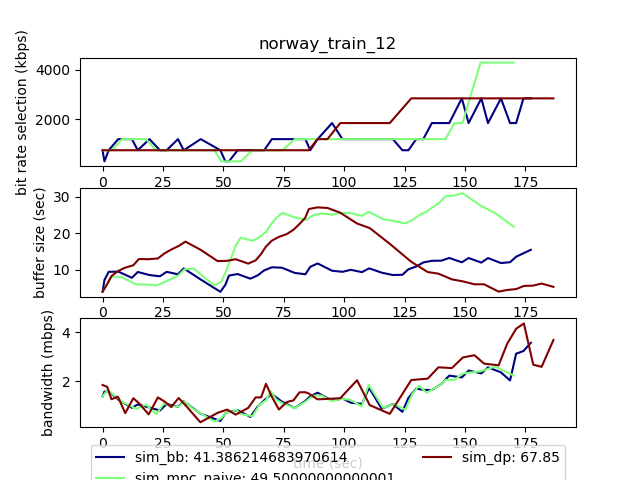 norway_train_12
bit rate selection (kbps)
4000
2000
0 25 50 75 100 125 150 175
buffer size (sec)
30
20
10
0 25 50 75 100 125 150 175
bandwidth (mbps)
4
2
0 25 50 75 100 125 150 175
time (sec)
sim_bb: 41.386214683970614 sim_dp: 67.85
sim_mpc_naive: 49.50000000000001